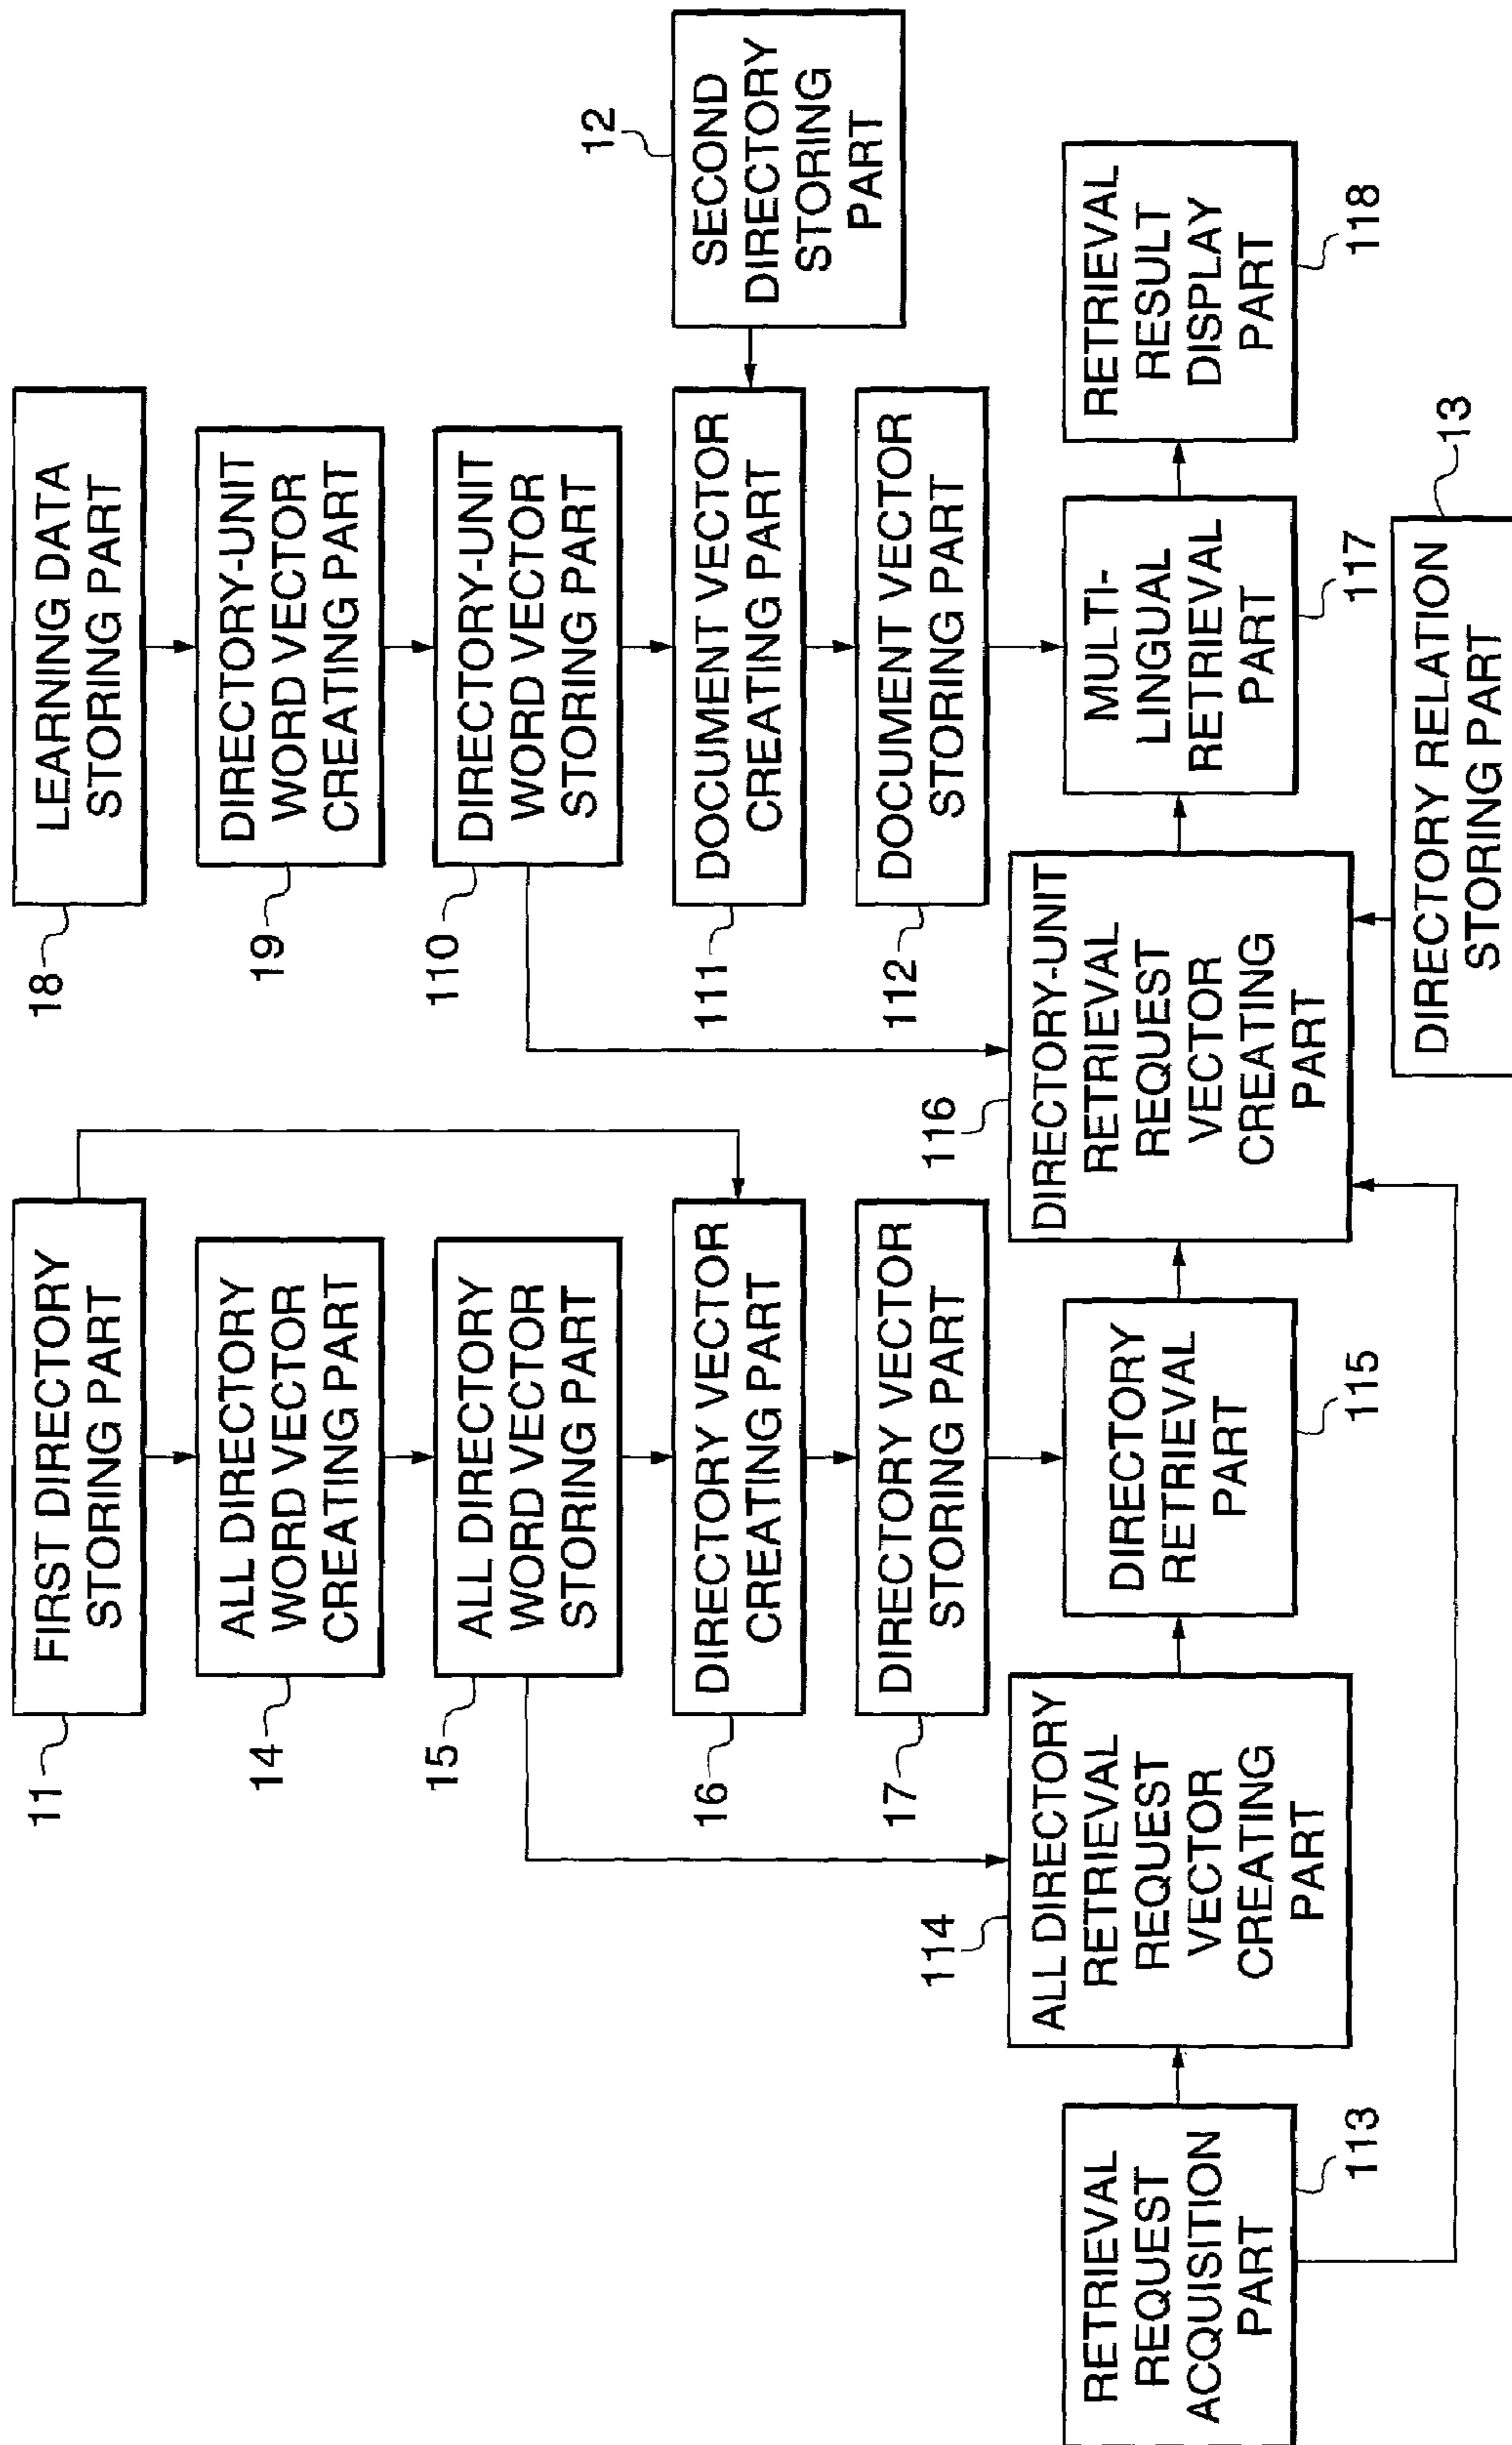 11
FIRST DIRECTORY
STORING PART
14
ALL DIRECTORY
WORD VECTOR
CREATING PART
15
ALL DIRECTORY
WORD VECTOR
STORING PART
16
DIRECTORY VECTOR
CREATING PART
17
DIRECTORY VECTOR
STORING PART
18
LEARNING DATA
STORING PART
19
DIRECTORY-UNIT
WORD VECTOR
CREATING PART
110
DIRECTORY-UNIT
WORD VECTOR
STORING PART
111
DOCUMENT VECTOR
CREATING PART
112
DOCUMENT VECTOR
STORING PART
12
SECOND
DIRECTORY
STORING
PART
RETRIEVAL
REQUEST
ACQUISITION
PART
113
114
ALL DIRECTORY
RETRIEVAL
REQUEST
VECTOR
CREATING
PART
DIRECTORY
RETRIEVAL
PART
115
116
DIRECTORY-UNIT
RETRIEVAL
REQUEST
VECTOR
CREATING
PART
MULTI-
LINGUAL
RETRIEVAL
PART
117
RETRIEVAL
RESULT
DISPLAY
PART
118
13
DIRECTORY RELATION
STORING PART